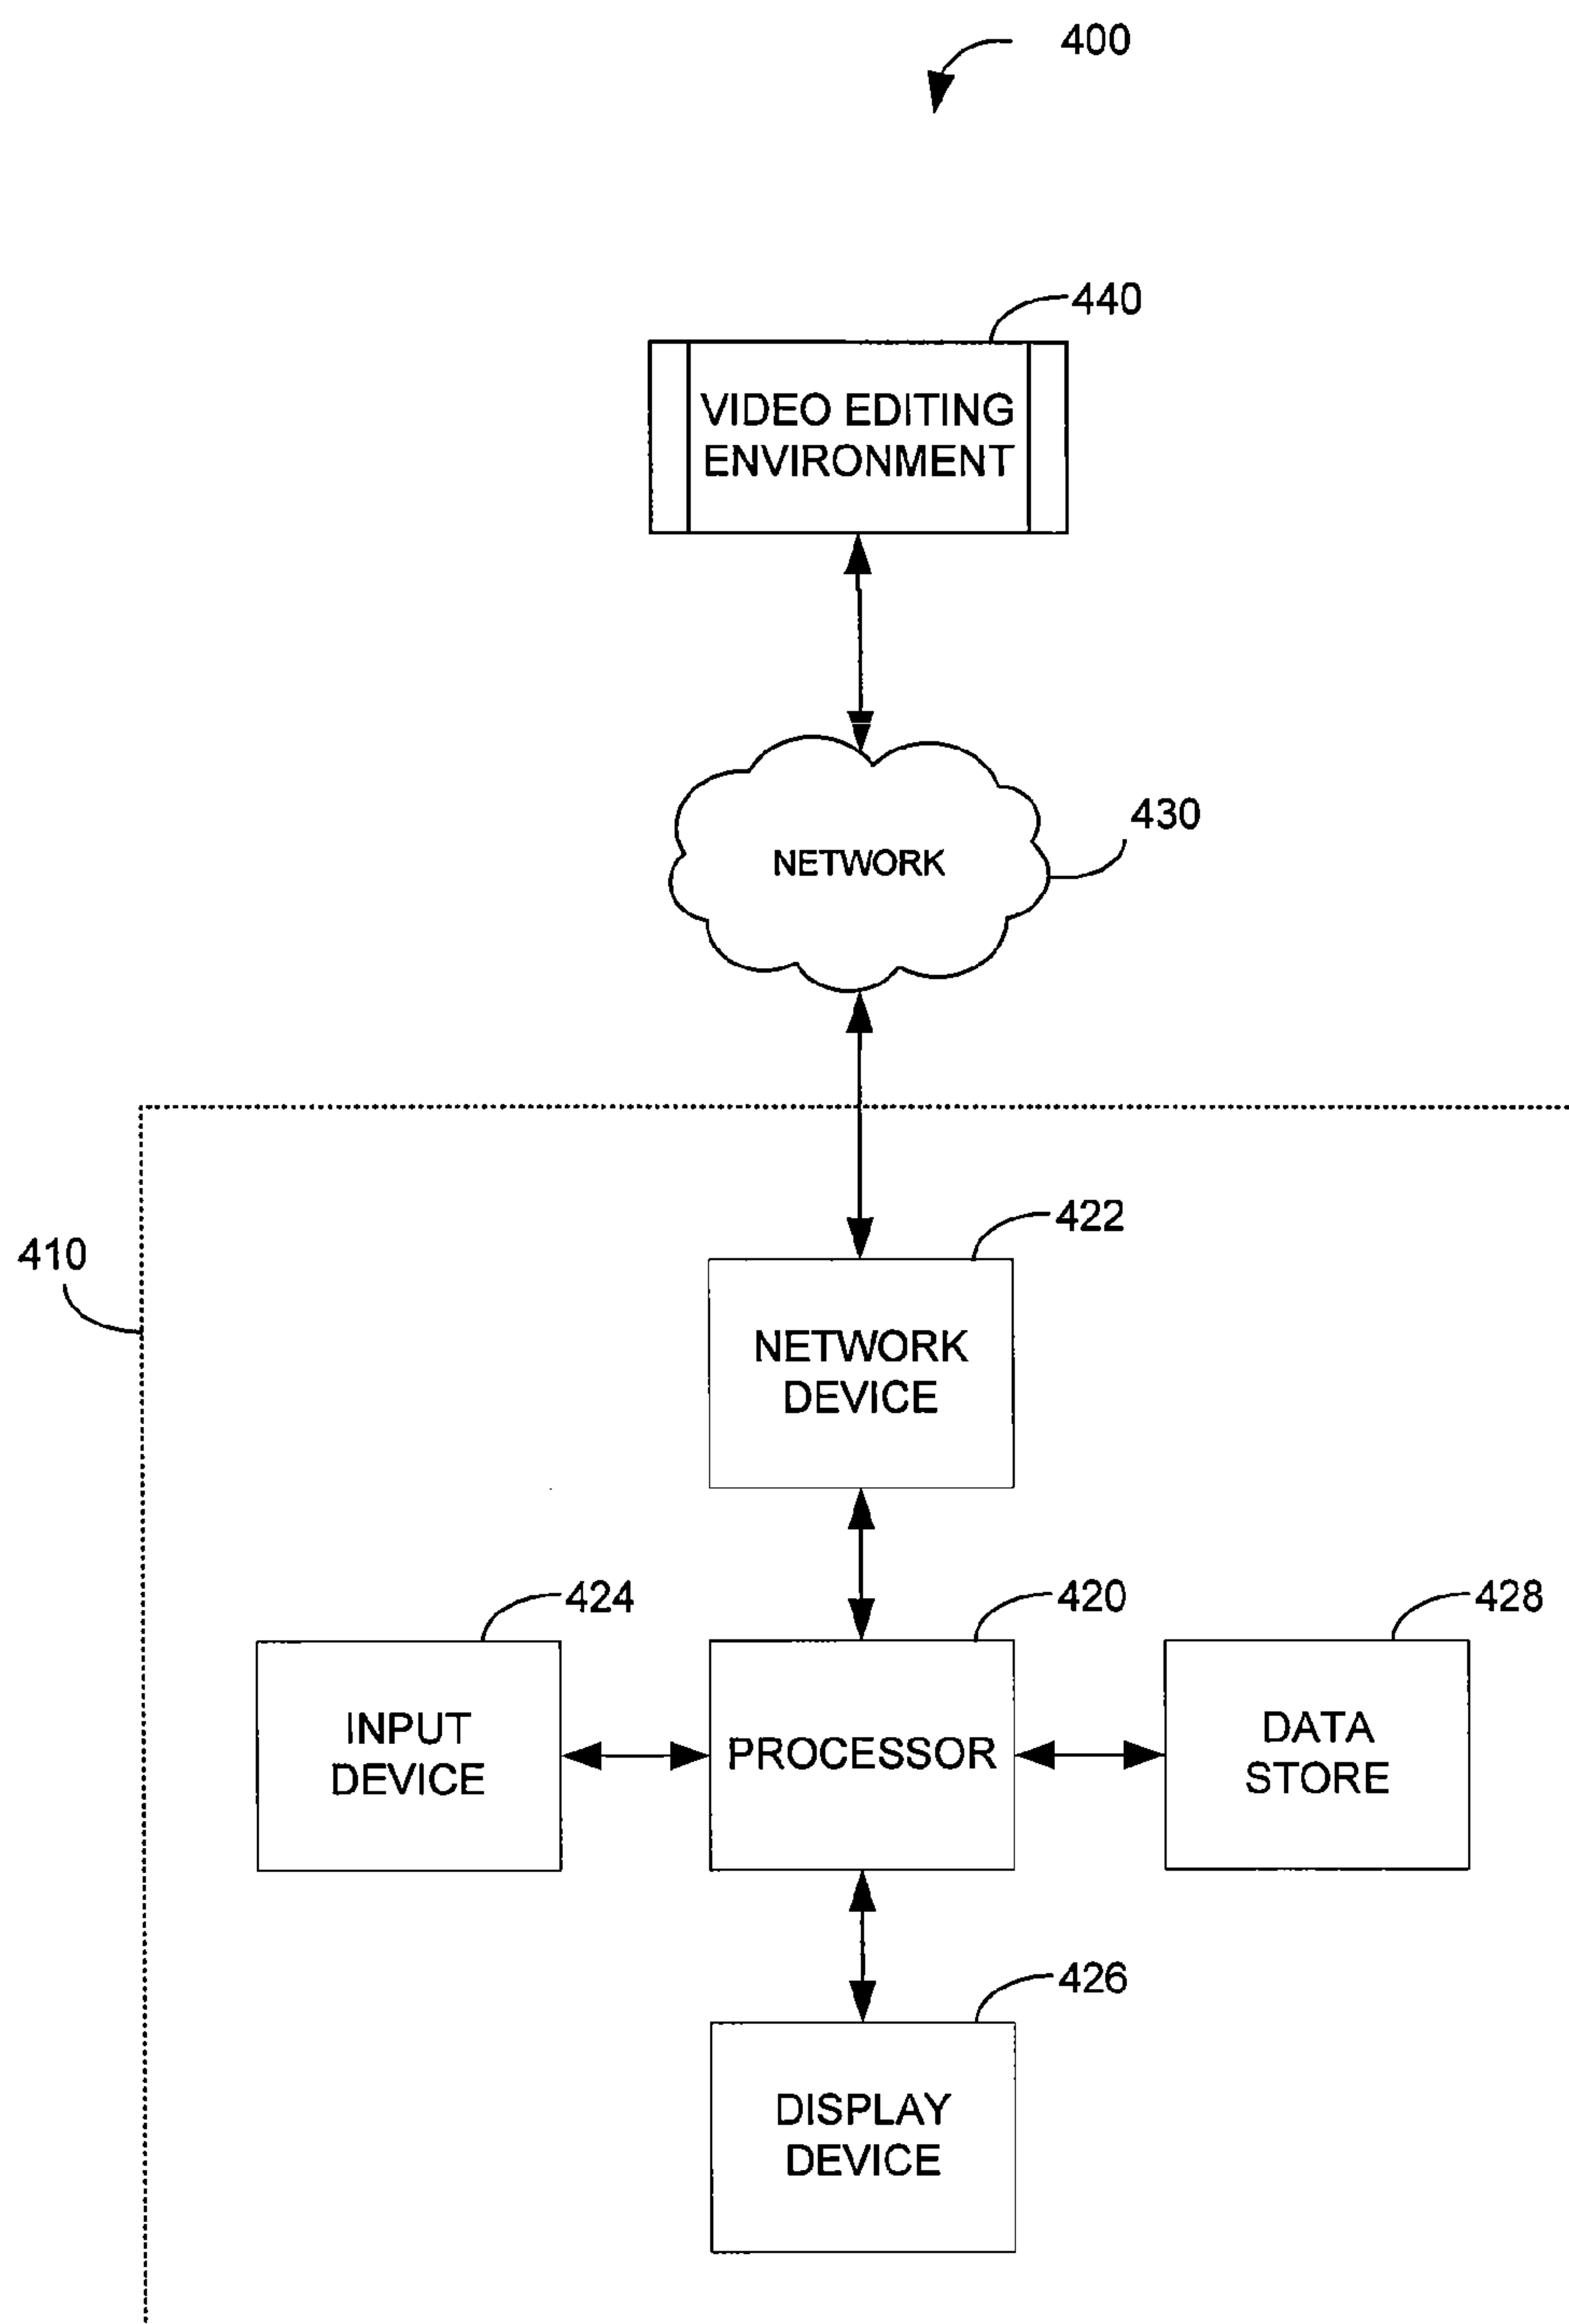 400
440
VIDEO EDITING
ENVIRONMENT
430
NETWORK
422
410
NETWORK
DEVICE
424
420
428
INPUT
DEVICE
PROCESSOR
DATA
STORE
426
DISPLAY
DEVICE